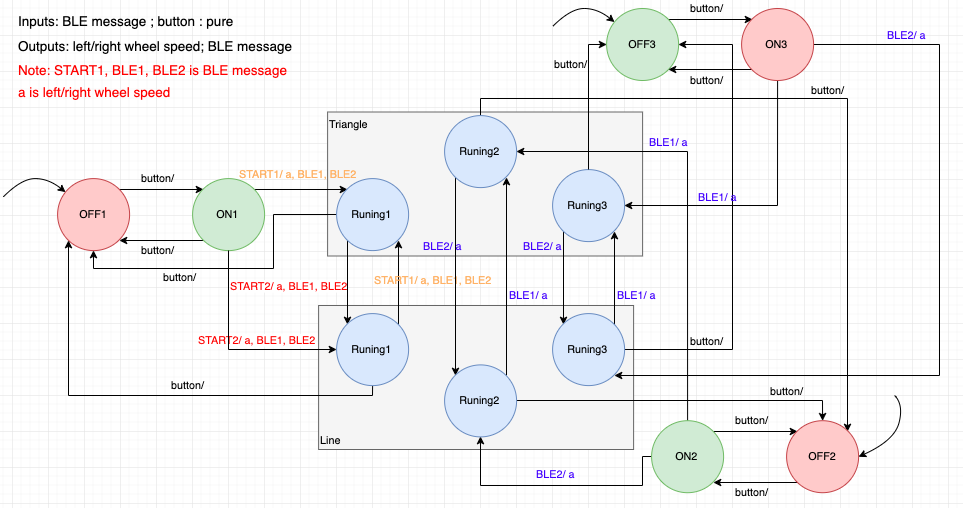 Inputs: BLE message ; button : pure
Outputs: left/right wheel speed; BLE message
Note: START1, BLE1, BLE2 is BLE message
a is left/right wheel speed
button/
OFF3
ON3
BLE2/ a
button/
button/
button/
Triangle
Runing2
BLE1/ a
START1/ a, BLE1, BLE2
button/
BLE1/ a
Runing3
OFF1
ON1
Runing1
button/
BLE2/ a
BLE2/ a
button/
START1/ a, BLE1, BLE2
START2/ a, BLE1, BLE2
BLE1/ a
BLE1/ a
START2/ a, BLE1, BLE2
button/
Runing1
Runing3
button/
button/
Runing2
Line
button/
ON2
OFF2
BLE2/ a
button/